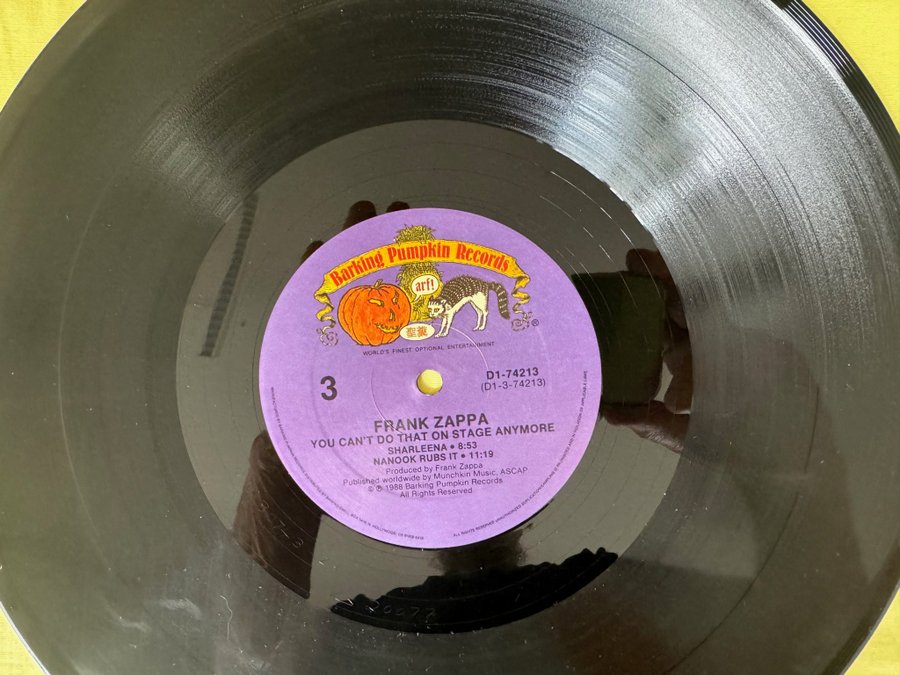 Barking Pumpkin Records
arf!
®
WORLD'S FINEST OPTIONAL ENTERTAINMENT
3
D1-74213
(D1-3-74213)
FRANK ZAPPA
YOU CAN'T DO THAT ON STAGE ANYMORE
SHARLEENA • 8:53
NANOOK RUBS IT • 11:19
Produced by Frank Zappa
Published worldwide by Munchkin Music, ASCAP
© ℗ 1988 Barking Pumpkin Records
All Rights Reserved